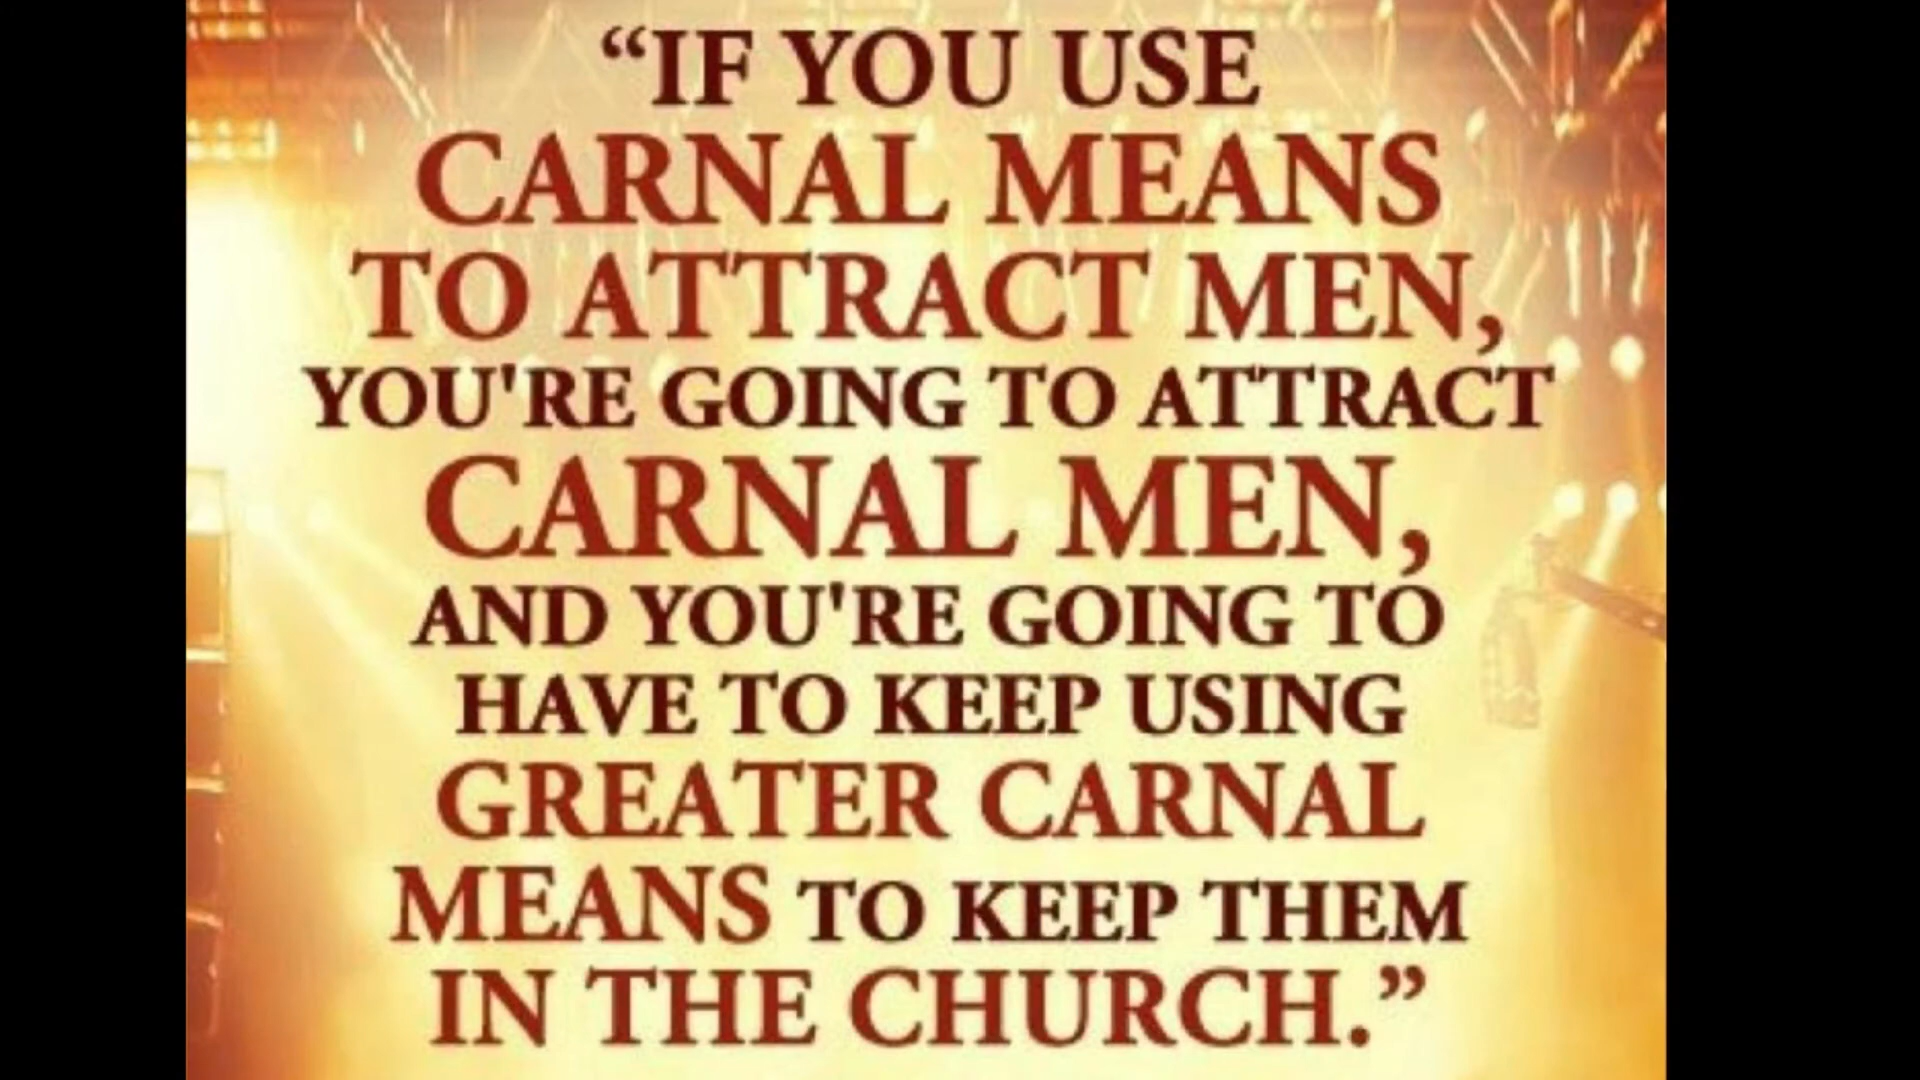 “IF YOU USE
CARNAL MEANS
TO ATTRACT MEN,
YOU'RE GOING TO ATTRACT
CARNAL MEN,
AND YOU'RE GOING TO
HAVE TO KEEP USING
GREATER CARNAL
MEANS TO KEEP THEM
IN THE CHURCH.”